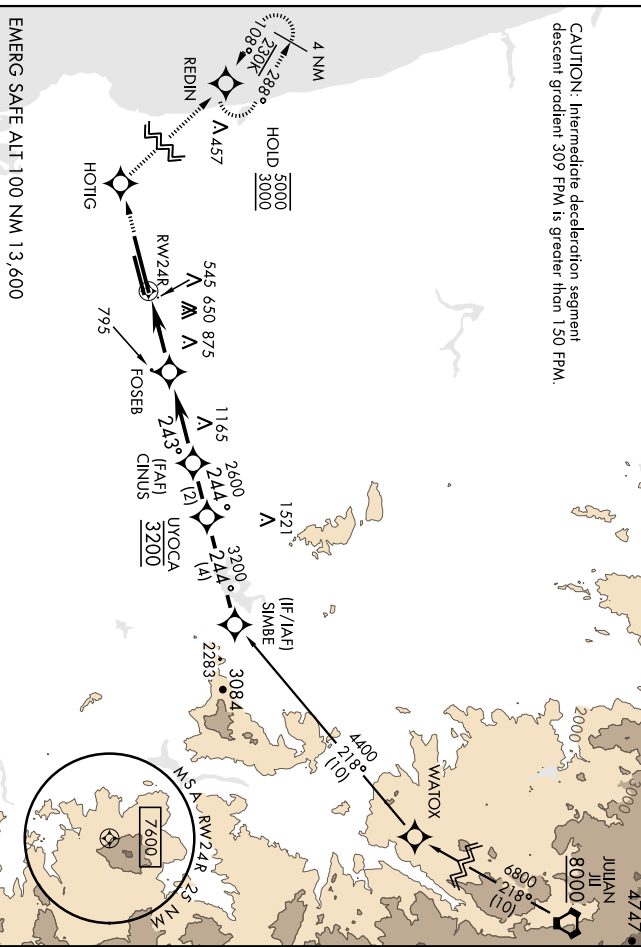 CAUTION: Intermediate deceleration segment
descent gradient 309 FPM is greater than 150 FPM.
4 NM
288°
230K
108°
REDIN
HOLD 5000
3000
457
HOTIG
RW24R
545 650 875
795
FOSEB
1165
243°
(FAF)
CINUS
2600
244°
(2)
1521
UYOCA
3200
3200
244°
(4)
(IF/IAF)
SIMBE
2283
3084
4400
218°
(10)
WATOX
6800
218°
(10)
JULIAN
JLI
8000
2000
3000
MSA RW24R 25 NM
7600
EMERG SAFE ALT 100 NM 13,600